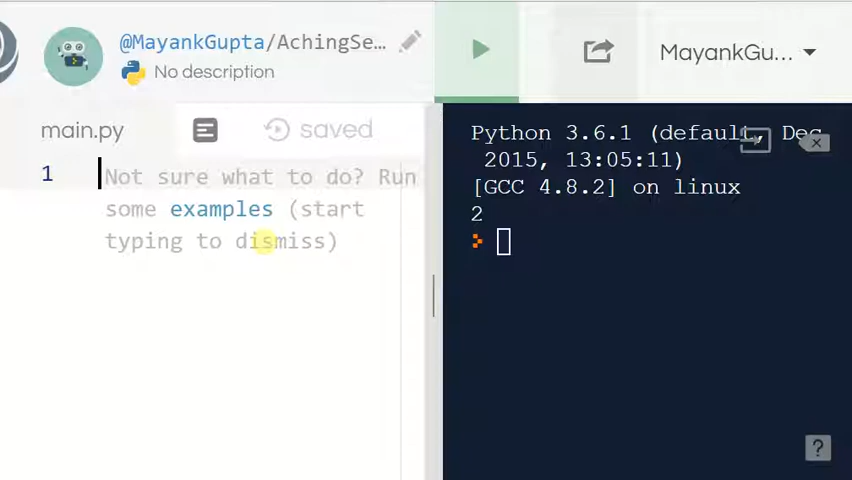 @MayankGupta/AchingSe...
No description
MayankGu...
main.py
saved
1
Not sure what to do? Run
some examples (start
typing to dismiss)
Python 3.6.1 (default, Dec
2015, 13:05:11)
[GCC 4.8.2] on linux
2
?